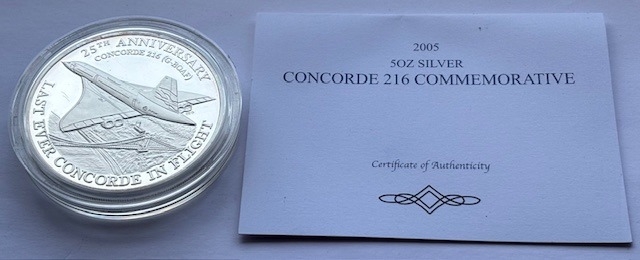 25TH ANNIVERSARY
CONCORDE 216 (G-BOAF)
LAST EVER CONCORDE IN FLIGHT
2005
5OZ SILVER
CONCORDE 216 COMMEMORATIVE
Certificate of Authenticity